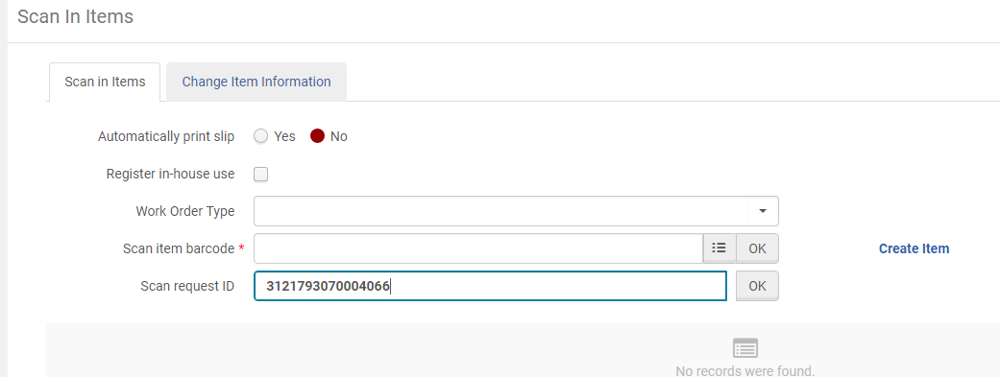 Scan In Items
Scan in Items Change Item Information
Automatically print slip Yes No
Register in-house use
Work Order Type
Scan item barcode * OK Create Item
Scan request ID 3121793070004066 OK
No records were found.